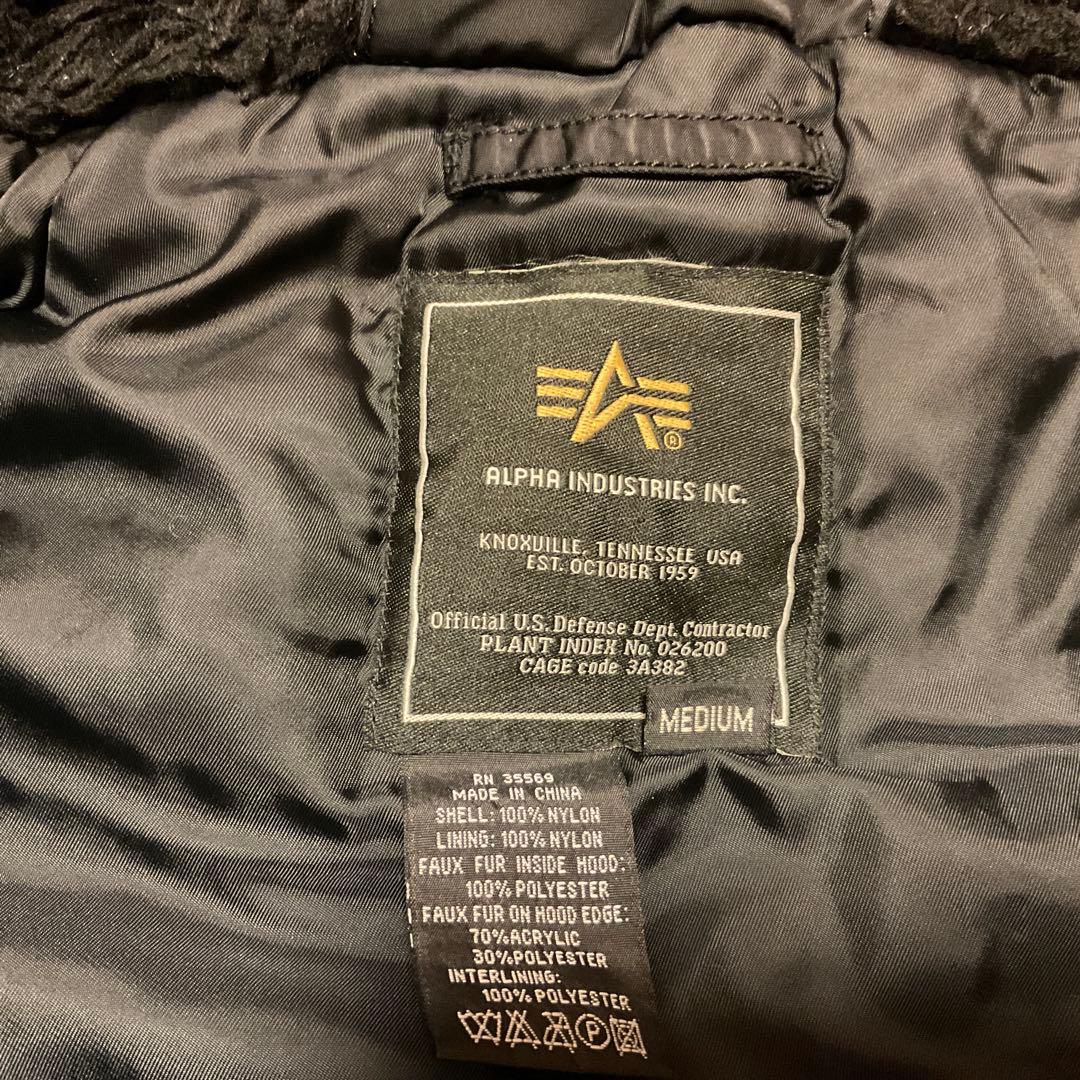 ®
ALPHA INDUSTRIES INC.
KNOXVILLE, TENNESSEE USA
EST. OCTOBER 1959
Official U.S. Defense Dept. Contractor
PLANT INDEX No. 026200
CAGE code 3A382
MEDIUM
RN 35569
MADE IN CHINA
SHELL: 100% NYLON
LINING: 100% NYLON
FAUX FUR INSIDE HOOD:
100% POLYESTER
FAUX FUR ON HOOD EDGE:
70% ACRYLIC
30% POLYESTER
INTERLINING:
100% POLYESTER
P